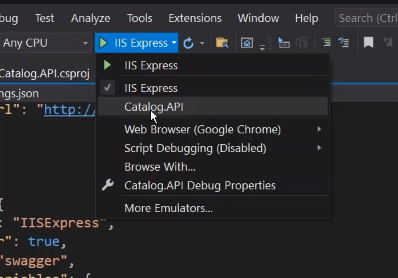 bug Test Analyze Tools Extensions Window Help Search (Ctrl
Any CPU IIS Express
Catalog.API.csproj
IIS Express
ngs.json
IIS Express
rl": "http:/
Catalog.API
Web Browser (Google Chrome)
Script Debugging (Disabled)
Browse With...
Catalog.API Debug Properties
{
More Emulators...
"IISExpress",
r": true,
"swagger",
riables": {